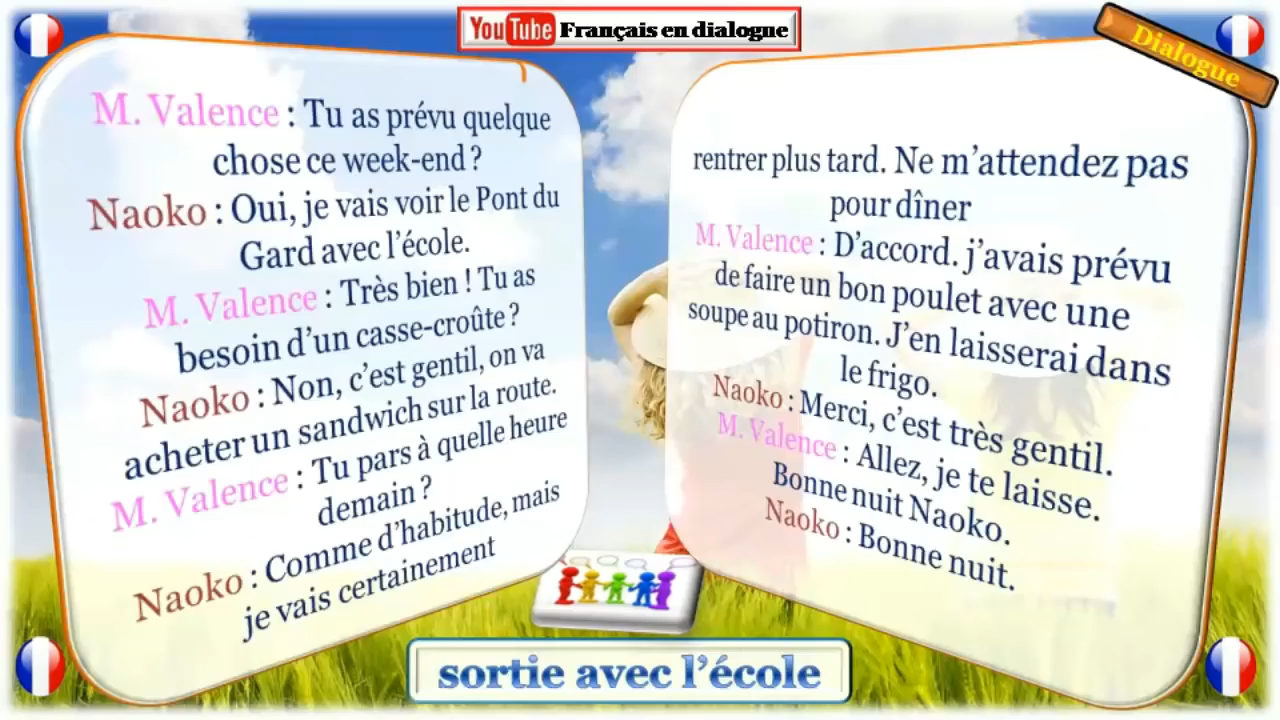 YouTube Français en dialogue
Dialogue
M. Valence : Tu as prévu quelque
chose ce week-end ?
Naoko : Oui, je vais voir le Pont du
Gard avec l'école.
M. Valence : Très bien ! Tu as
besoin d'un casse-croûte ?
Naoko : Non, c'est gentil, on va
acheter un sandwich sur la route.
M. Valence : Tu pars à quelle heure
demain ?
Naoko : Comme d'habitude, mais
je vais certainement
rentrer plus tard. Ne m'attendez pas
pour dîner
M. Valence : D'accord. j'avais prévu
de faire un bon poulet avec une
soupe au potiron. J'en laisserai dans
le frigo.
Naoko : Merci, c'est très gentil.
M. Valence : Allez, je te laisse.
Bonne nuit Naoko.
Naoko : Bonne nuit.
sortie avec l'école